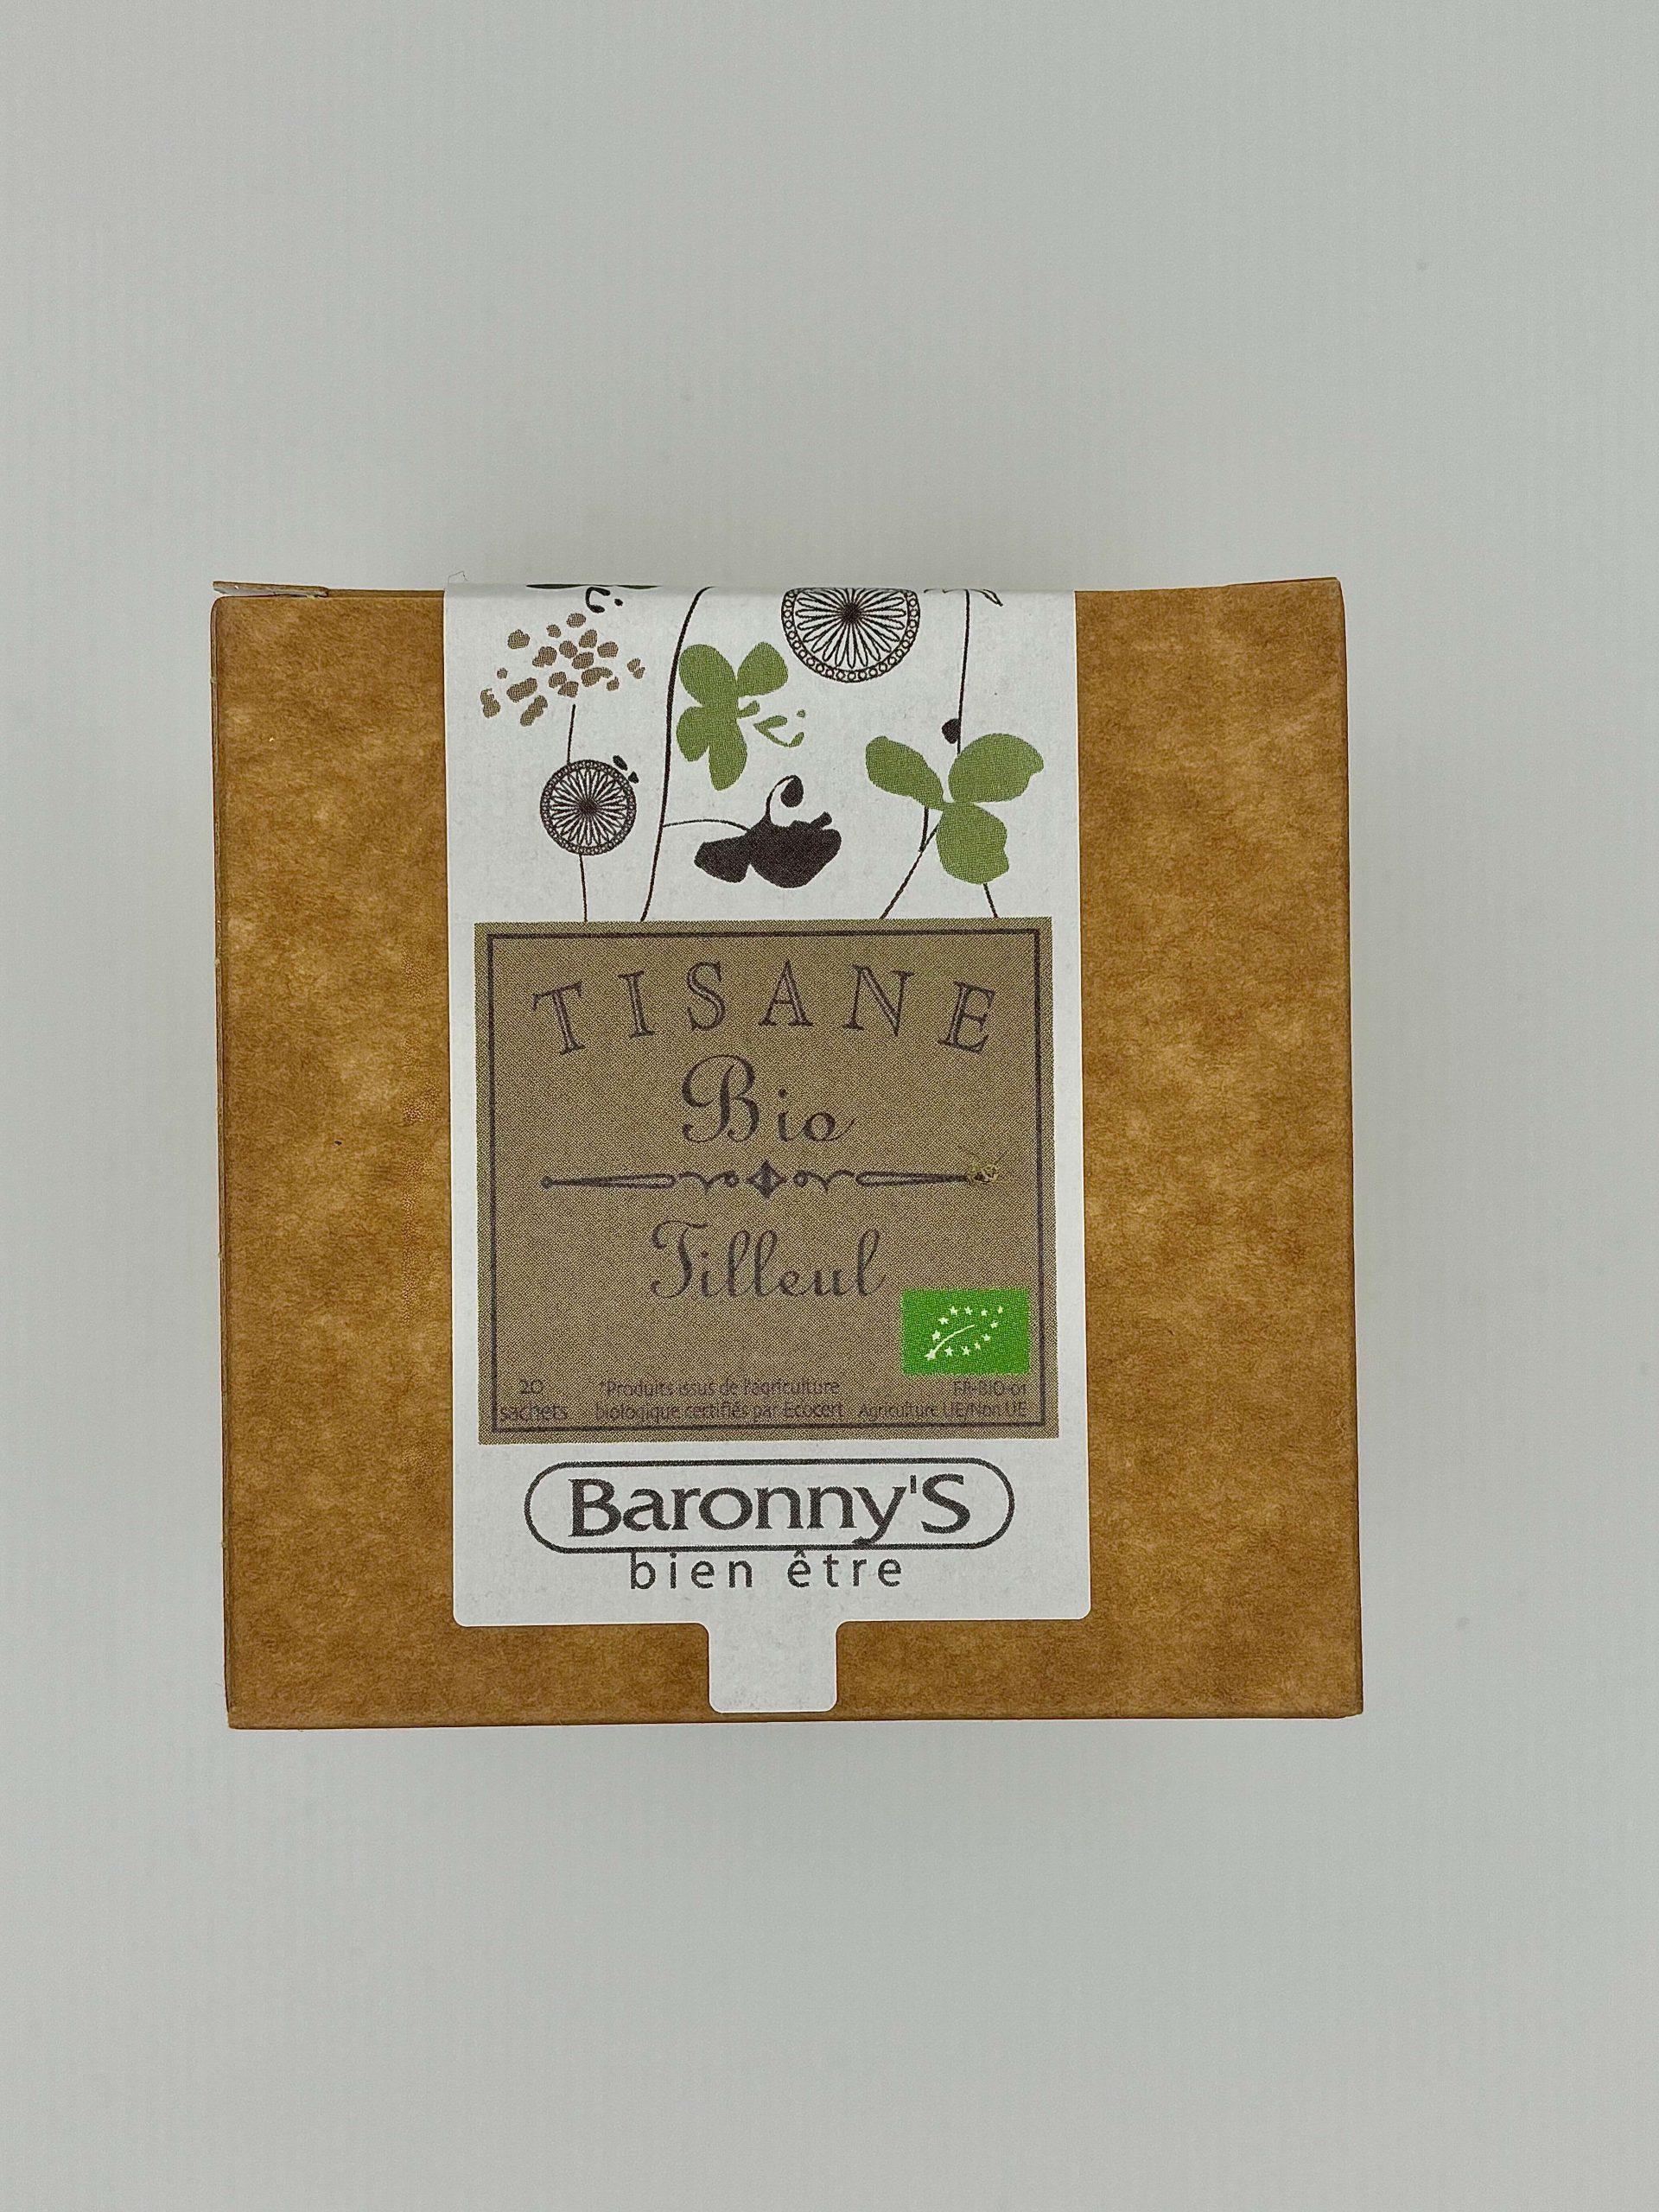 TISANE
Bio
Tilleul
20
sachets
*Produits issus de l'agriculture
biologique certifiés par Ecocert
FR-BIO-01
Agriculture UE/Non UE
Baronny'S
bien être